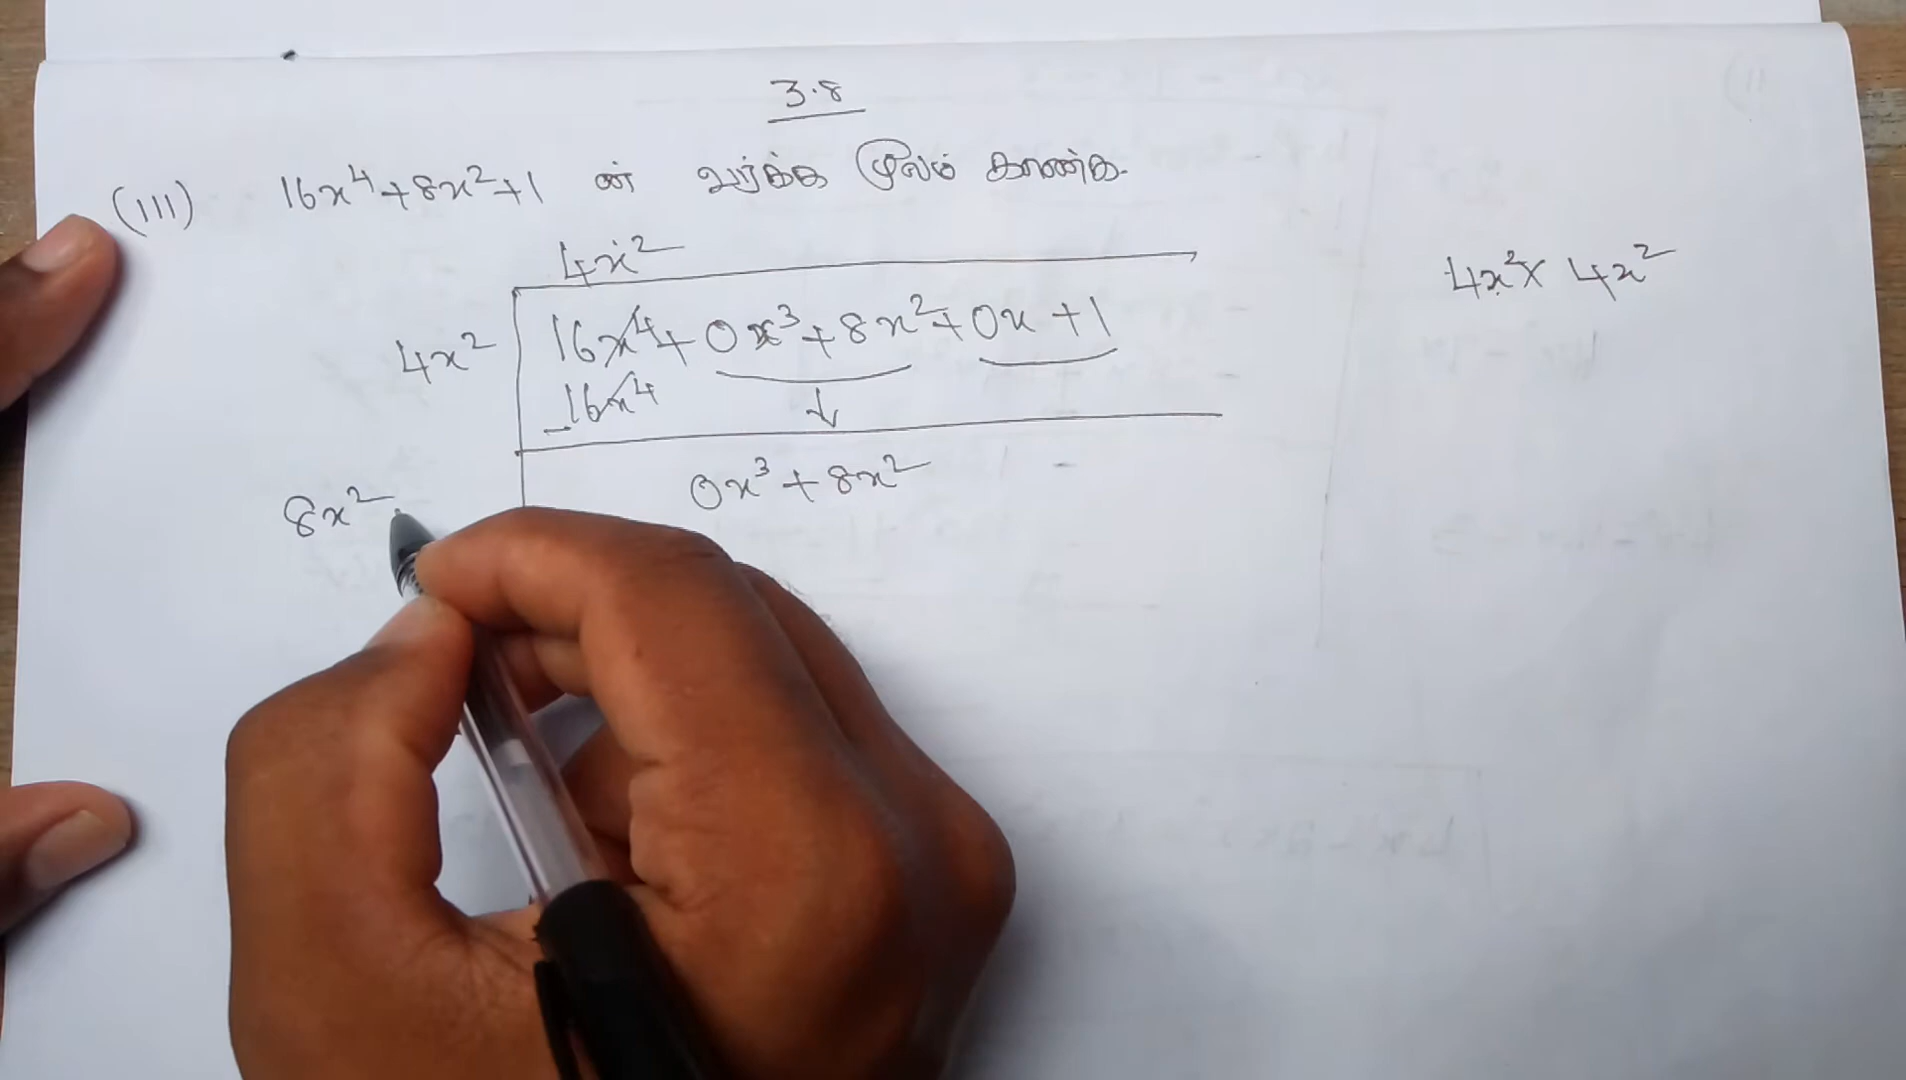 3.8
(III) 16x⁴+8x²+1 ன் வர்க்க மூலம் காண்க.
4x²
4x² 16x⁴+0x³+8x²+0x+1
4x²x 4x²
-16x⁴
8x² 0x³+8x²